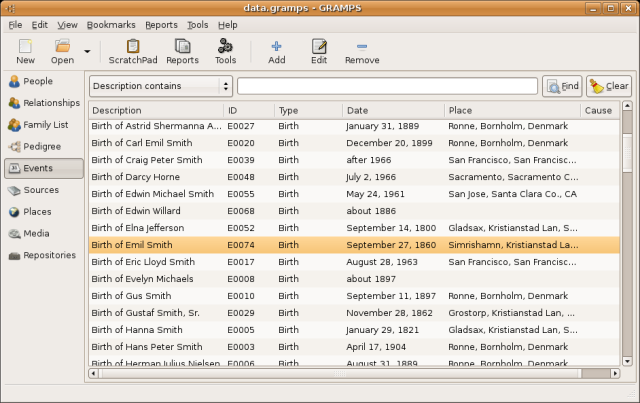 data.gramps - GRAMPS
File Edit View Bookmarks Reports Tools Help
New Open ScratchPad Reports Tools Add Edit Remove
People
Relationships
Family List
Pedigree
Events
Sources
Places
Media
Repositories
Description contains Find Clear
Description ID Type Date Place Cause
Birth of Astrid Shermanna A... E0027 Birth January 31, 1889 Ronne, Bornholm, Denmark
Birth of Carl Emil Smith E0020 Birth December 20, 1899 Ronne, Bornholm, Denmark
Birth of Craig Peter Smith E0039 Birth after 1966 San Francisco, San Francisc...
Birth of Darcy Horne E0048 Birth July 2, 1966 Sacramento, Sacramento C...
Birth of Edwin Michael Smith E0055 Birth May 24, 1961 San Jose, Santa Clara Co., CA
Birth of Edwin Willard E0068 Birth about 1886
Birth of Elna Jefferson E0052 Birth September 14, 1800 Gladsax, Kristianstad Lan, S...
Birth of Emil Smith E0074 Birth September 27, 1860 Simrishamn, Kristianstad La...
Birth of Eric Lloyd Smith E0017 Birth August 28, 1963 San Francisco, San Francisc...
Birth of Evelyn Michaels E0008 Birth about 1897
Birth of Gus Smith E0010 Birth September 11, 1897 Ronne, Bornholm, Denmark
Birth of Gustaf Smith, Sr. E0029 Birth November 28, 1862 Grostorp, Kristianstad Lan, ...
Birth of Hanna Smith E0005 Birth January 29, 1821 Gladsax, Kristianstad Lan, S...
Birth of Hans Peter Smith E0003 Birth April 17, 1904 Ronne, Bornholm, Denmark
Birth of Herman Julius Nielsen E0006 Birth August 31, 1889 Ronne, Bornholm, Denmark